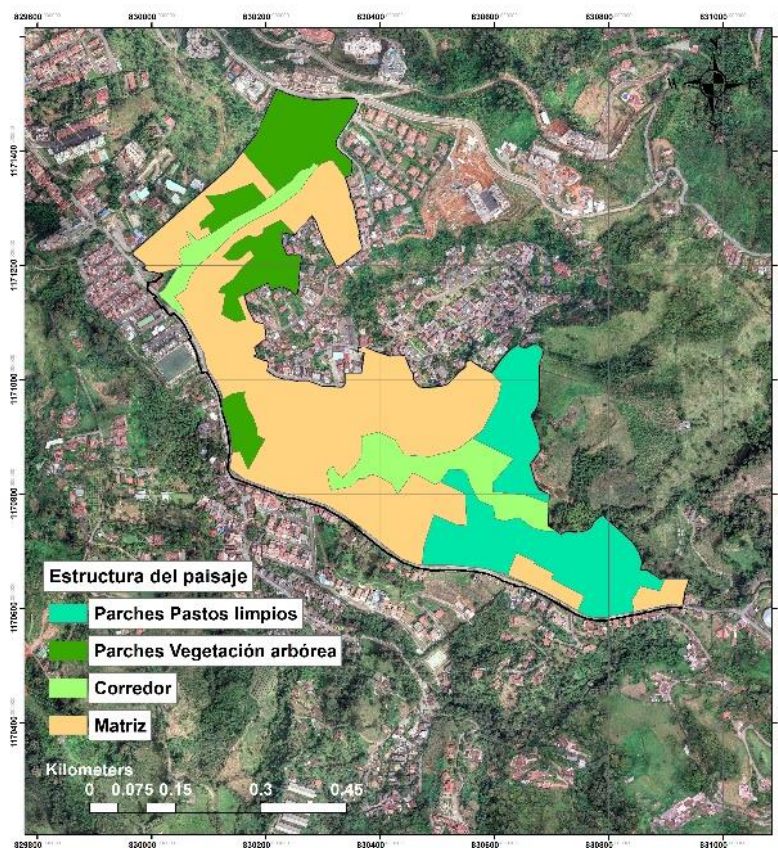 829800 830000 830200 830400 830600 830800 831000
1171400
1171200
1171000
1170800
1170600
1170400
Estructura del paisaje
Parches Pastos limpios
Parches Vegetación arbórea
Corredor
Matriz
Kilometers
0 0.075 0.15 0.3 0.45
829800 830000 830200 830400 830600 830800 831000